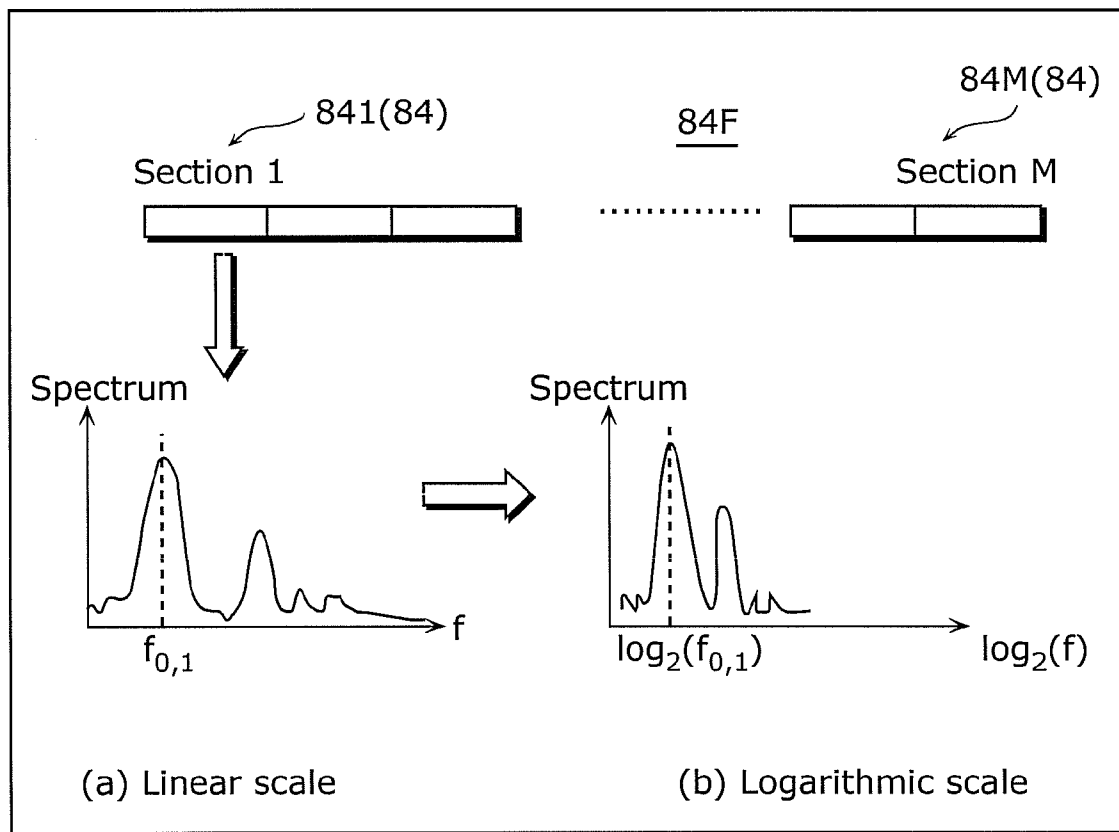 841(84)
84F
84M(84)
Section 1
Section M
Spectrum
Spectrum
f
f0,1
log2(f0,1)
log2(f)
(a) Linear scale
(b) Logarithmic scale